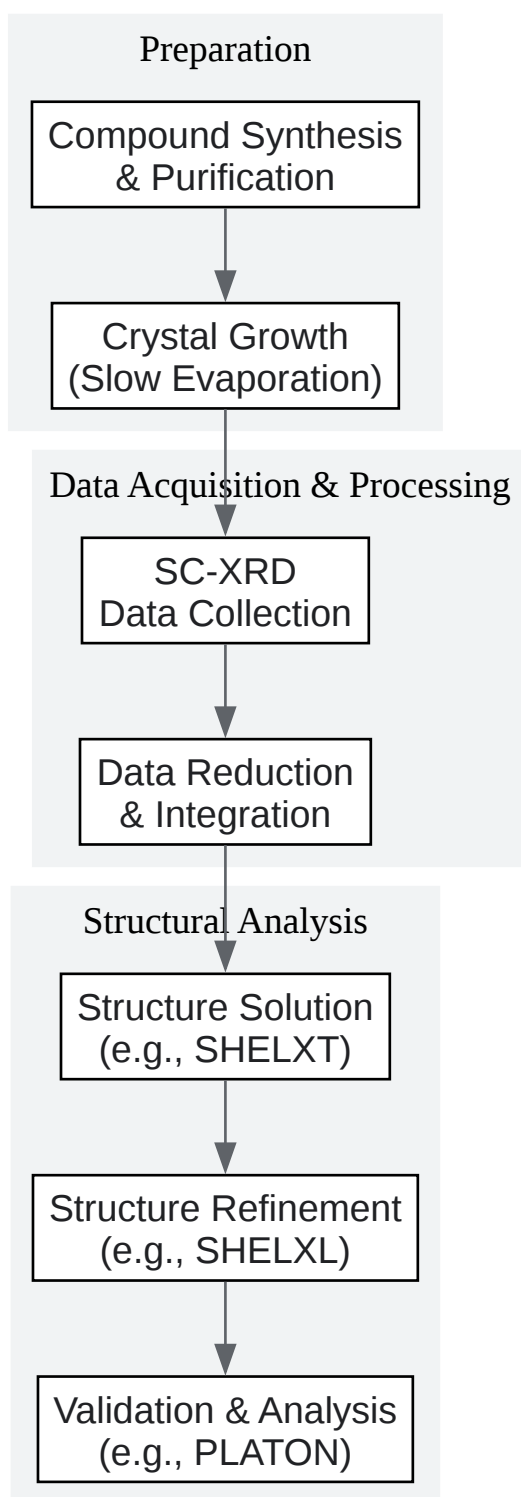 Preparation
Compound Synthesis
& Purification
Crystal Growth
(Slow Evaporation)
Data Acquisition & Processing
SC-XRD
Data Collection
Data Reduction
& Integration
Structural Analysis
Structure Solution
(e.g., SHELXT)
Structure Refinement
(e.g., SHELXL)
Validation & Analysis
(e.g., PLATON)